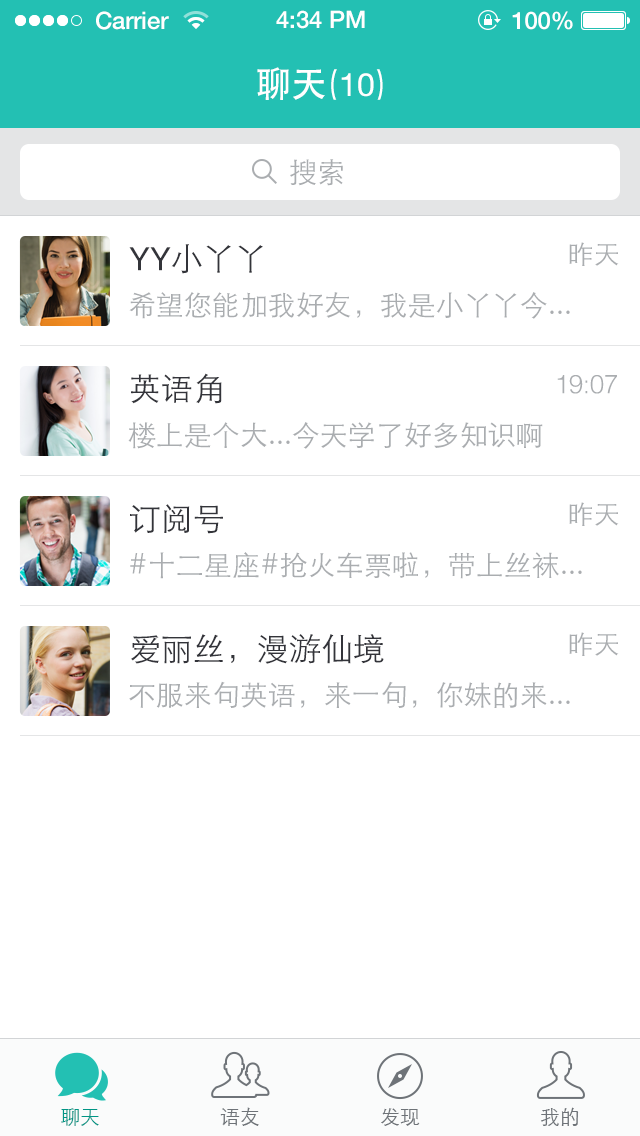 Carrier 4:34 PM 100%
聊天(10)
搜索
YY小丫丫 昨天
希望您能加我好友，我是小丫丫今...
英语角 19:07
楼上是个大...今天学了好多知识啊
订阅号 昨天
#十二星座#抢火车票啦，带上丝袜...
爱丽丝，漫游仙境 昨天
不服来句英语，来一句，你妹的来...
聊天 语友 发现 我的